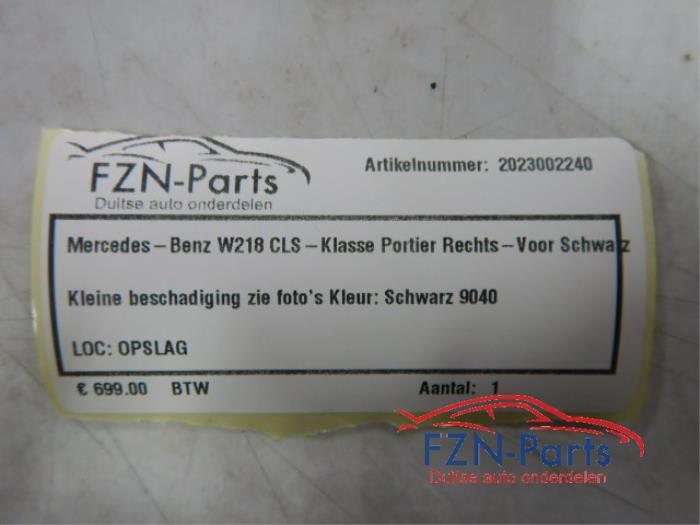 FZN-Parts
Duitse auto onderdelen
Artikelnummer: 2023002240
Mercedes-Benz W218 CLS-Klasse Portier Rechts-Voor Schwarz
Kleine beschadiging zie foto's Kleur: Schwarz 9040
LOC: OPSLAG
€ 699.00 BTW Aantal: 1
FZN-Parts
Duitse auto onderdelen